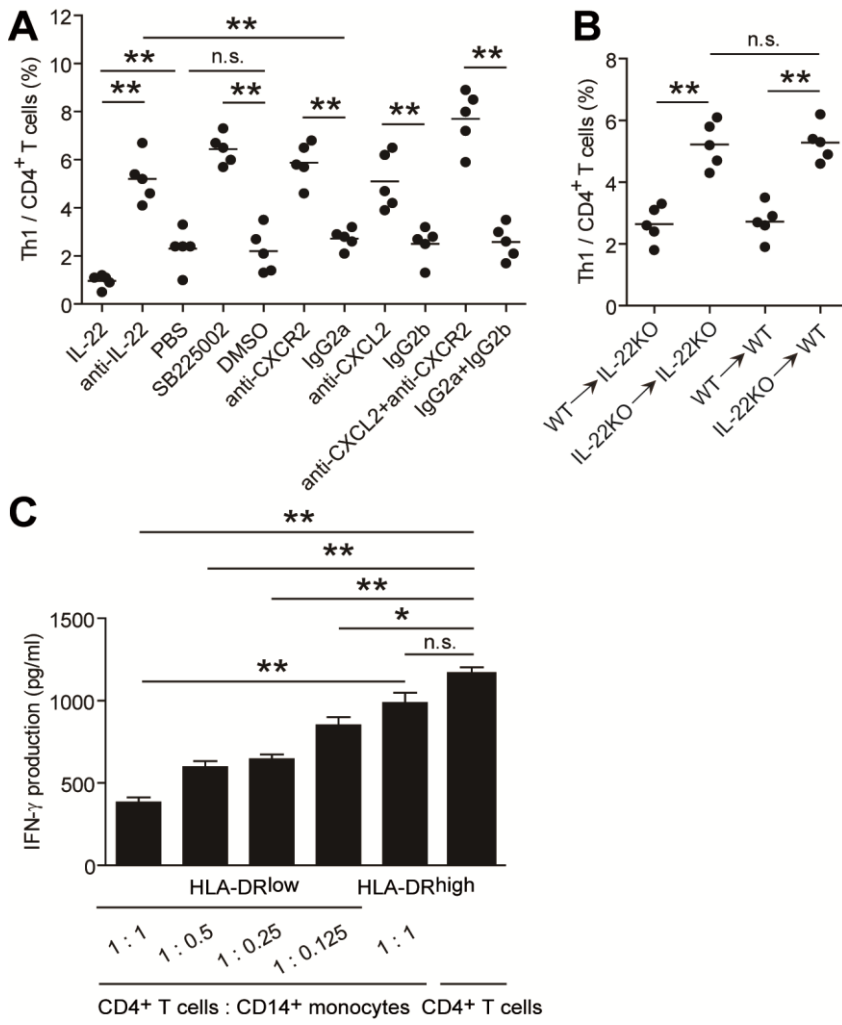 A
Th1 / CD4+ T cells (%)
12
10
8
6
4
2
0
**
**
**
n.s.
**
**
**
**
IL-22
anti-IL-22
PBS
SB225002
DMSO
anti-CXCR2
IgG2a
anti-CXCL2
IgG2b
anti-CXCL2+anti-CXCR2
IgG2a+IgG2b
B
Th1 / CD4+ T cells (%)
8
6
4
2
0
n.s.
**
**
WT → IL-22KO
IL-22KO → IL-22KO
WT → WT
IL-22KO → WT
C
**
**
**
*
n.s.
**
IFN-γ production (pg/ml)
1500
1000
500
0
HLA-DRlow HLA-DRhigh
1 : 1
1 : 0.5
1 : 0.25
1 : 0.125
1 : 1
CD4+ T cells : CD14+ monocytes CD4+ T cells